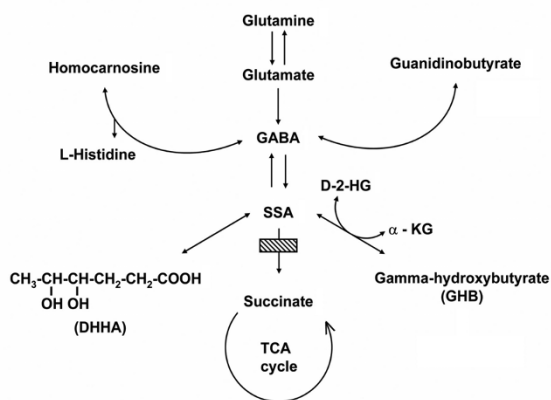 Glutamine
Homocarnosine
Glutamate
Guanidinobutyrate
GABA
L-Histidine
D-2-HG
SSA
α - KG
CH₃-CH-CH-CH₂-CH₂-COOH
OH OH
(DHHA)
Gamma-hydroxybutyrate
(GHB)
Succinate
TCA
cycle